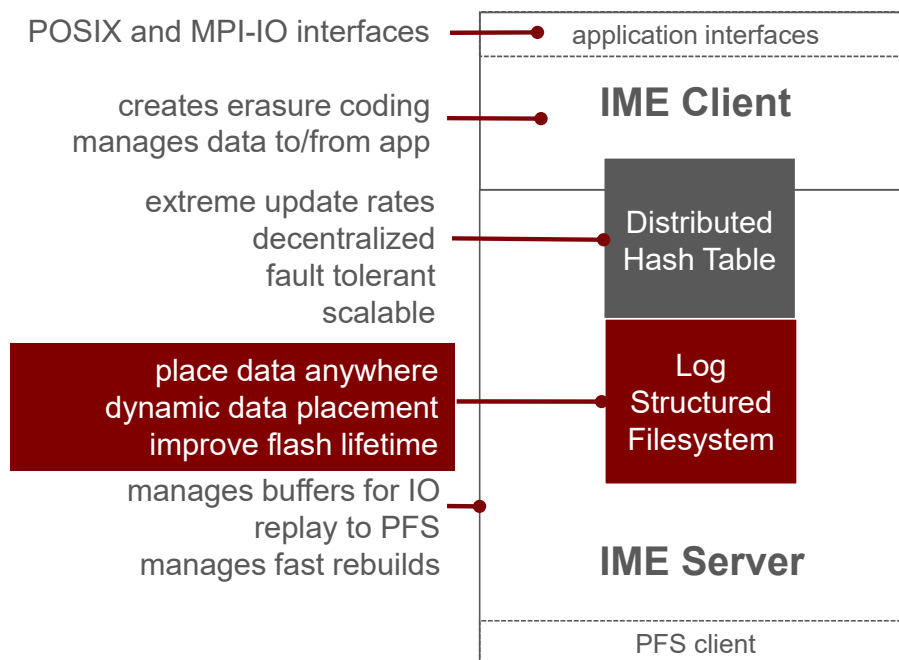 POSIX and MPI-IO interfaces
application interfaces
creates erasure coding
manages data to/from app
IME Client
extreme update rates
decentralized
fault tolerant
scalable
Distributed
Hash Table
place data anywhere
dynamic data placement
improve flash lifetime
Log
Structured
Filesystem
manages buffers for IO
replay to PFS
manages fast rebuilds
IME Server
PFS client